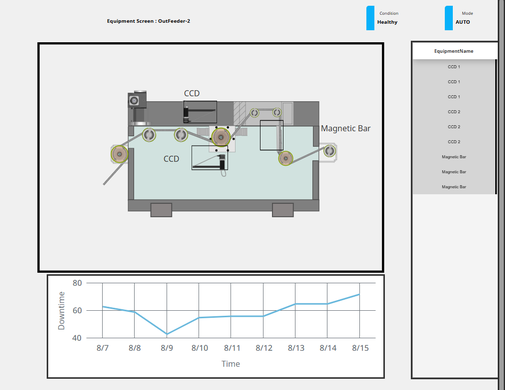 Equipment Screen : OutFeeder-2
Condition
Healthy
Mode
AUTO
CCD
Magnetic Bar
CCD
EquipmentName
CCD 1
CCD 1
CCD 1
CCD 2
CCD 2
CCD 2
Magnetic Bar
Magnetic Bar
Magnetic Bar
Downtime
80
60
40
8/7
8/8
8/9
8/10
8/11
8/12
8/13
8/14
8/15
Time